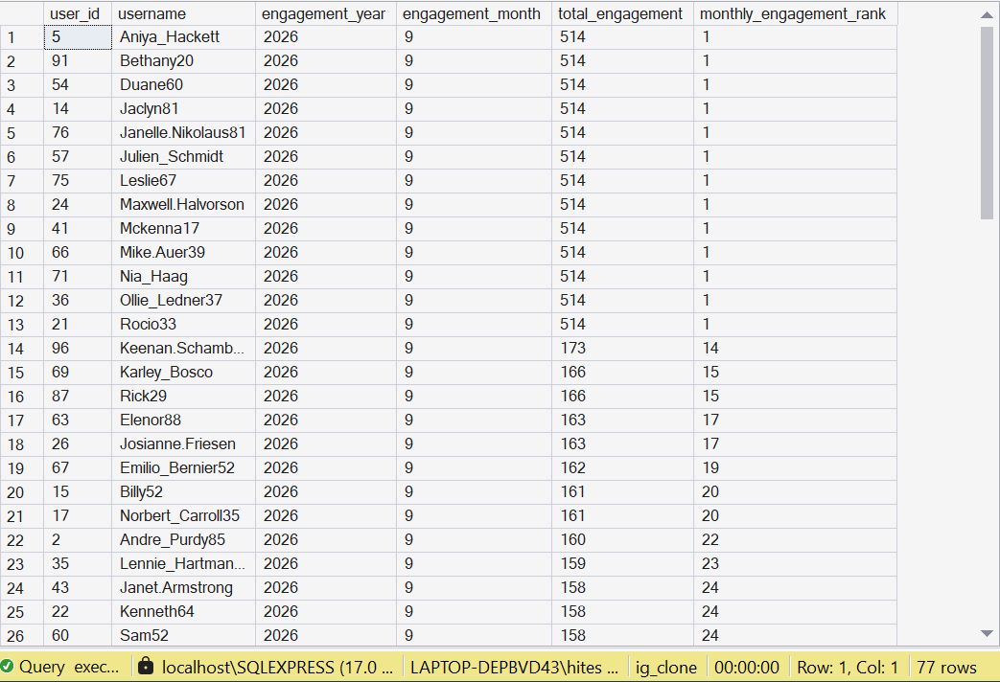 user_id username engagement_year engagement_month total_engagement monthly_engagement_rank
1 5 Aniya_Hackett 2026 9 514 1
2 91 Bethany20 2026 9 514 1
3 54 Duane60 2026 9 514 1
4 14 Jaclyn81 2026 9 514 1
5 76 Janelle.Nikolaus81 2026 9 514 1
6 57 Julien_Schmidt 2026 9 514 1
7 75 Leslie67 2026 9 514 1
8 24 Maxwell.Halvorson 2026 9 514 1
9 41 Mckenna17 2026 9 514 1
10 66 Mike.Auer39 2026 9 514 1
11 71 Nia_Haag 2026 9 514 1
12 36 Ollie_Ledner37 2026 9 514 1
13 21 Rocio33 2026 9 514 1
14 96 Keenan.Schamb... 2026 9 173 14
15 69 Karley_Bosco 2026 9 166 15
16 87 Rick29 2026 9 166 15
17 63 Elenor88 2026 9 163 17
18 26 Josianne.Friesen 2026 9 163 17
19 67 Emilio_Bernier52 2026 9 162 19
20 15 Billy52 2026 9 161 20
21 17 Norbert_Carroll35 2026 9 161 20
22 2 Andre_Purdy85 2026 9 160 22
23 35 Lennie_Hartman... 2026 9 159 23
24 43 Janet.Armstrong 2026 9 158 24
25 22 Kenneth64 2026 9 158 24
26 60 Sam52 2026 9 158 24
Query exec... localhost\SQLEXPRESS (17.0 ... LAPTOP-DEPBVD43\hites ... ig_clone 00:00:00 Row: 1, Col: 1 77 rows